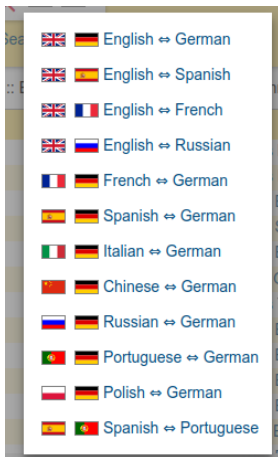 English ⇔ German
English ⇔ Spanish
English ⇔ French
English ⇔ Russian
French ⇔ German
Spanish ⇔ German
Italian ⇔ German
Chinese ⇔ German
Russian ⇔ German
Portuguese ⇔ German
Polish ⇔ German
Spanish ⇔ Portuguese